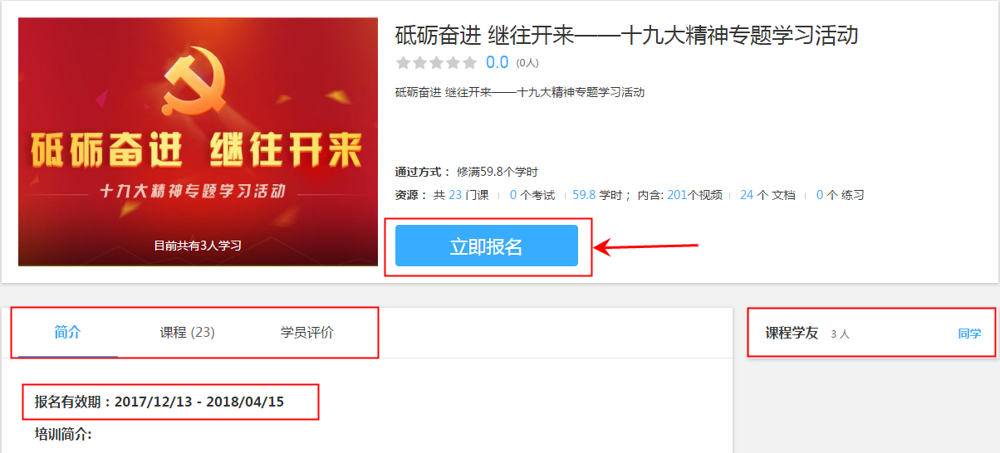 砥砺奋进 继往开来
十九大精神专题学习活动
目前共有3人学习
砥砺奋进 继往开来——十九大精神专题学习活动
0.0 (0人)
砥砺奋进 继往开来——十九大精神专题学习活动
通过方式： 修满59.8个学时
资源： 共 23 门课 0 个考试 59.8 学时； 内含: 201个视频 24 个 文档 0 个 练习
立即报名
简介 课程 (23) 学员评价
课程学友 3 人 同学
报名有效期：2017/12/13 - 2018/04/15
培训简介: